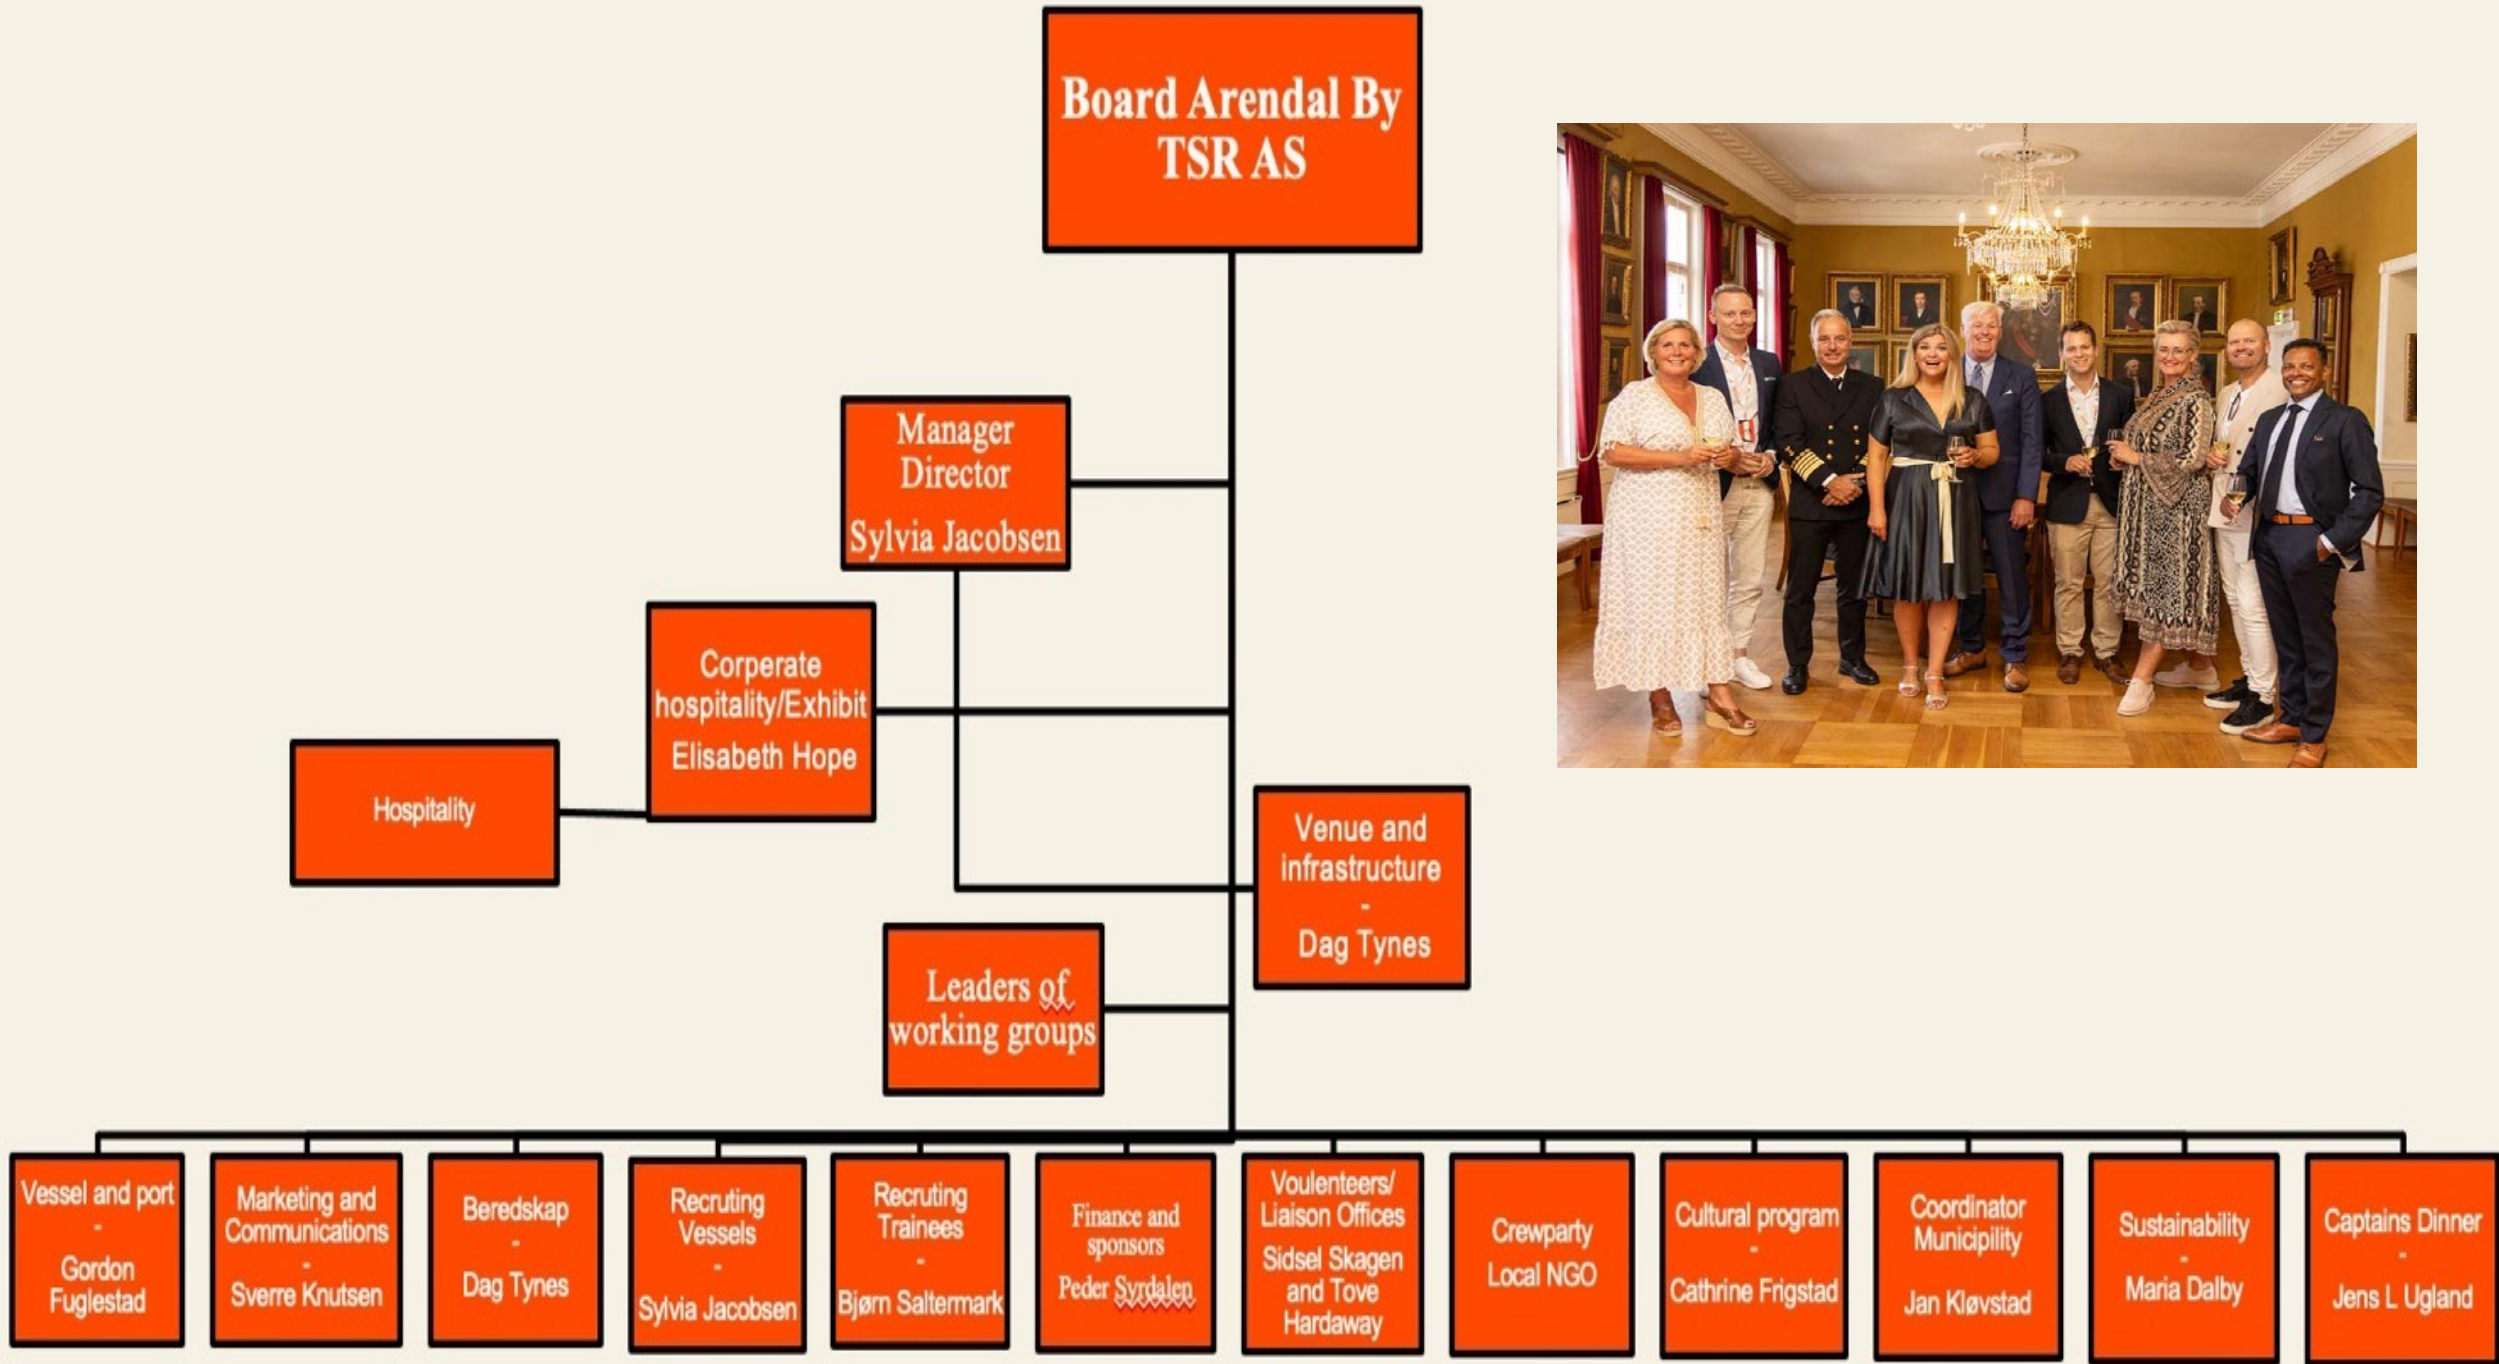 Board Arendal By
TSR AS
Manager
Director
Sylvia Jacobsen
Corperate
hospitality/Exhibit
Elisabeth Hope
Hospitality
Venue and
infrastructure
-
Dag Tynes
Leaders of
working groups
Vessel and port
-
Gordon
Fuglestad
Marketing and
Communications
-
Sverre Knutsen
Beredskap
-
Dag Tynes
Recruting
Vessels
-
Sylvia Jacobsen
Recruting
Trainees
-
Bjørn Saltermark
Finance and
sponsors
Peder Syrdalen
Voulenteers/
Liaison Offices
Sidsel Skagen
and Tove
Hardaway
Crewparty
Local NGO
Cultural program
-
Cathrine Frigstad
Coordinator
Municipility
Jan Kløvstad
Sustainability
-
Maria Dalby
Captains Dinner
-
Jens L Ugland